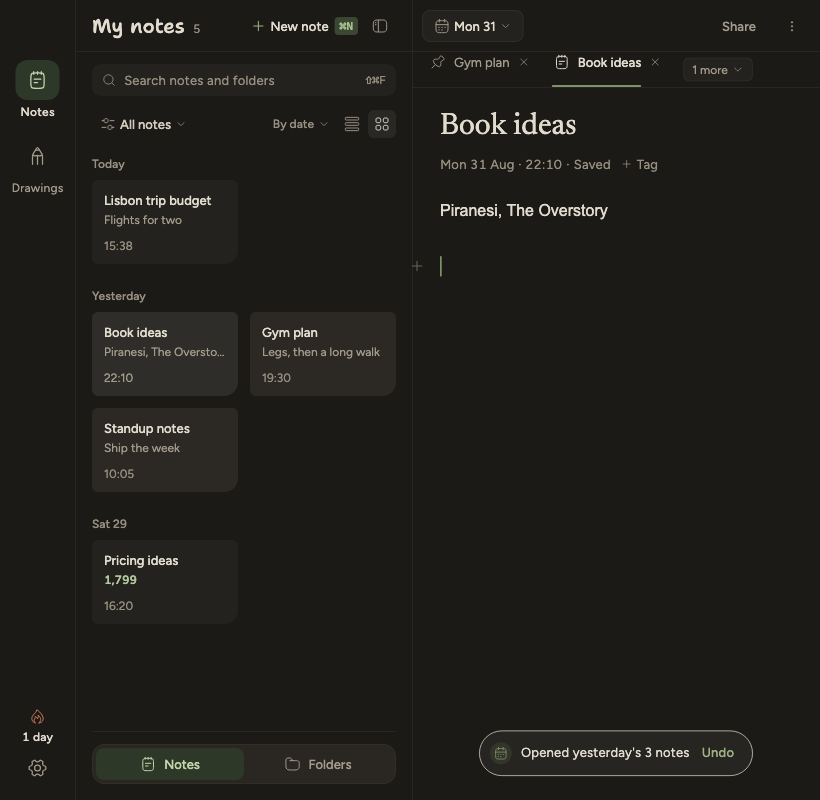 My notes 5
+ New note ⌘N
Mon 31
Share
Notes
Drawings
Search notes and folders ⇧⌘F
All notes
By date
Today
Lisbon trip budget
Flights for two
15:38
Yesterday
Book ideas
Piranesi, The Oversto...
22:10
Gym plan
Legs, then a long walk
19:30
Standup notes
Ship the week
10:05
Sat 29
Pricing ideas
1,799
16:20
1 day
Notes
Folders
Gym plan
Book ideas
1 more
Book ideas
Mon 31 Aug · 22:10 · Saved + Tag
Piranesi, The Overstory
Opened yesterday's 3 notes Undo